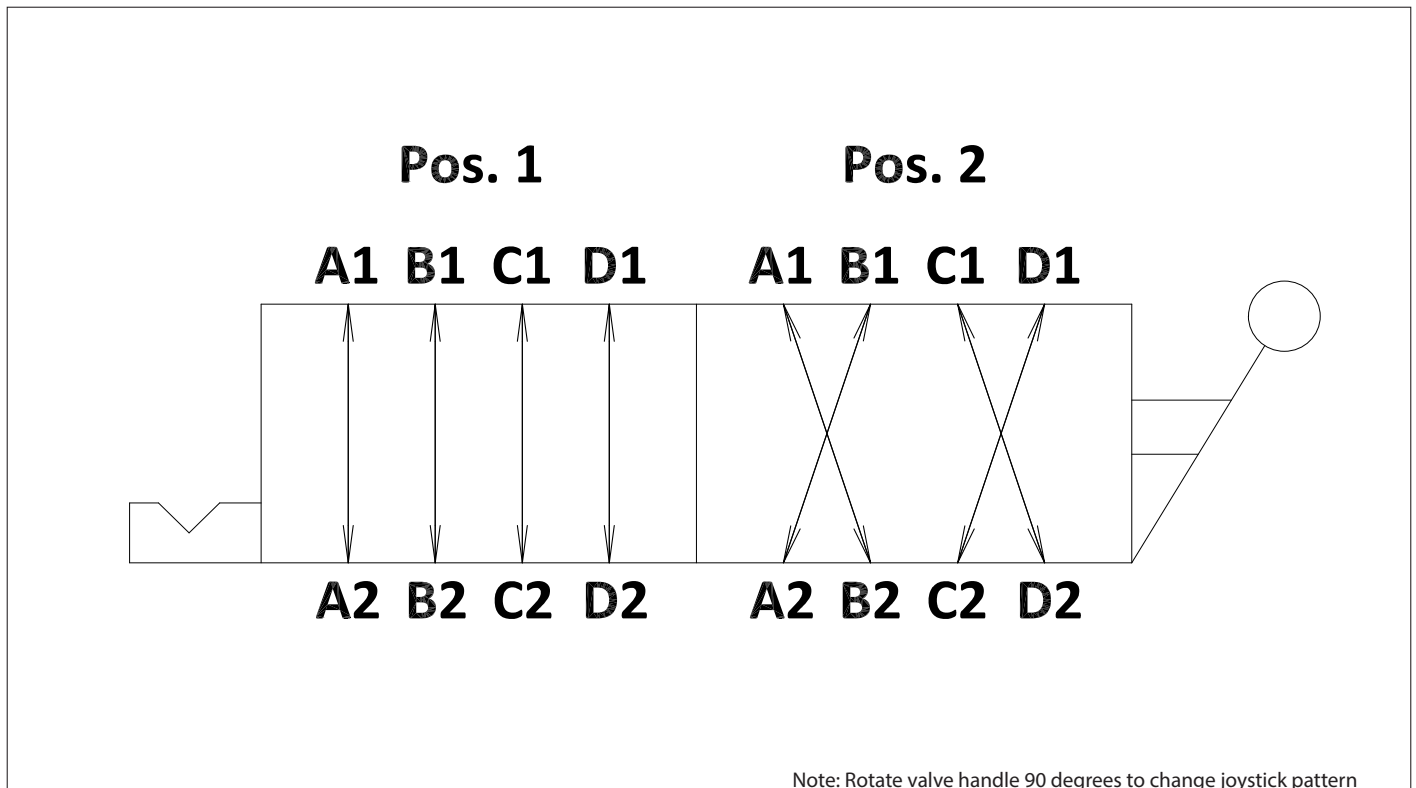 Pos. 1 Pos. 2
A1 B1 C1 D1 A1 B1 C1 D1
A2 B2 C2 D2 A2 B2 C2 D2
Note: Rotate valve handle 90 degrees to change joystick pattern